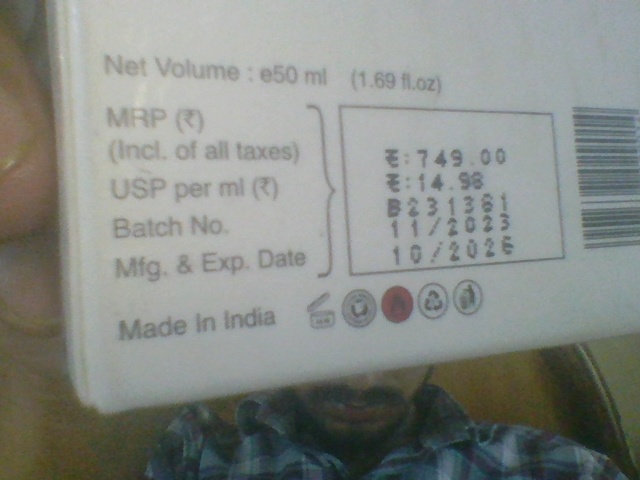 Net Volume : e50 ml (1.69 fl.oz)
MRP (₹)
(Incl. of all taxes)
USP per ml (₹)
Batch No.
Mfg. & Exp. Date
₹:749.00
₹:14.98
B231381
11/2023
10/2026
Made In India